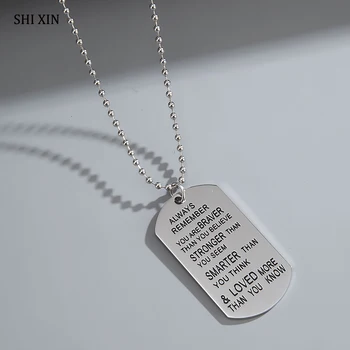 SHI XIN
ALWAYS
REMEMBER
YOU ARE BRAVER
THAN YOU BELIEVE
STRONGER THAN
YOU SEEM
SMARTER THAN
YOU THINK
& LOVED MORE
THAN YOU KNOW